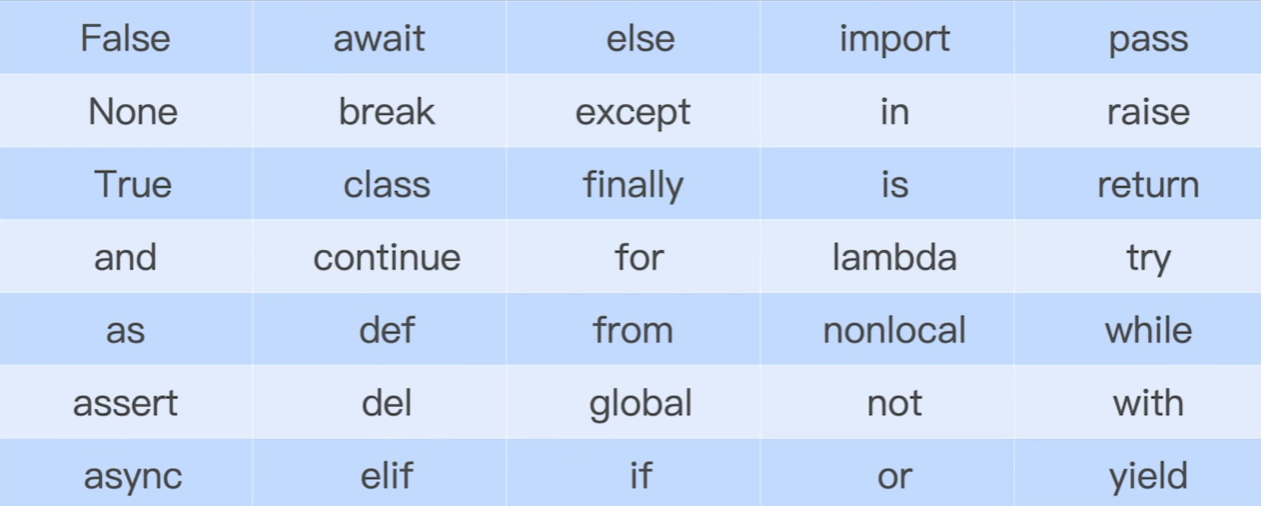 False await else import pass
None break except in raise
True class finally is return
and continue for lambda try
as def from nonlocal while
assert del global not with
async elif if or yield